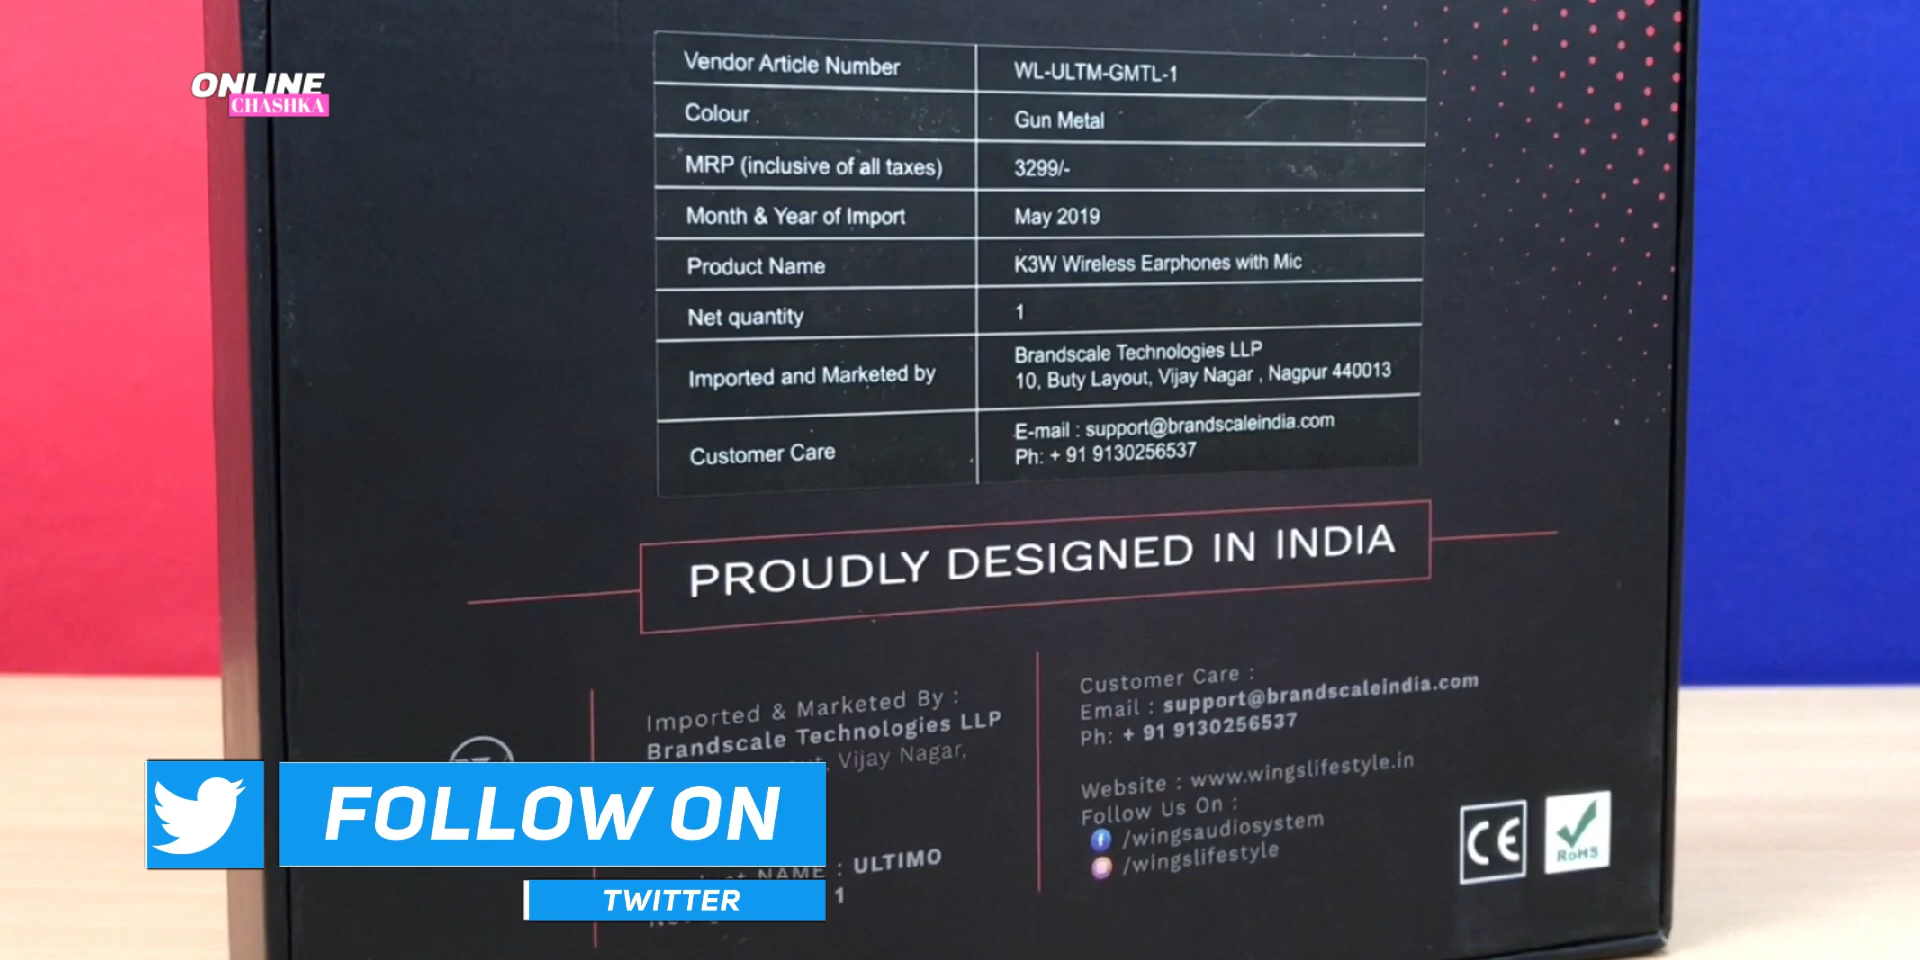 ONLINE
CHASHKA
Vendor Article Number WL-ULTM-GMTL-1
Colour Gun Metal
MRP (inclusive of all taxes) 3299/-
Month & Year of Import May 2019
Product Name K3W Wireless Earphones with Mic
Net quantity 1
Imported and Marketed by Brandscale Technologies LLP
10, Buty Layout, Vijay Nagar , Nagpur 440013
Customer Care E-mail : support@brandscaleindia.com
Ph: + 91 9130256537
PROUDLY DESIGNED IN INDIA
Imported & Marketed By :
Brandscale Technologies LLP
Vijay Nagar,
NAME : ULTIMO
1
Customer Care :
Email : support@brandscaleindia.com
Ph: + 91 9130256537
Website : www.wingslifestyle.in
Follow Us On :
/wingsaudiosystem
/wingslifestyle
CE
RoHS
FOLLOW ON
TWITTER